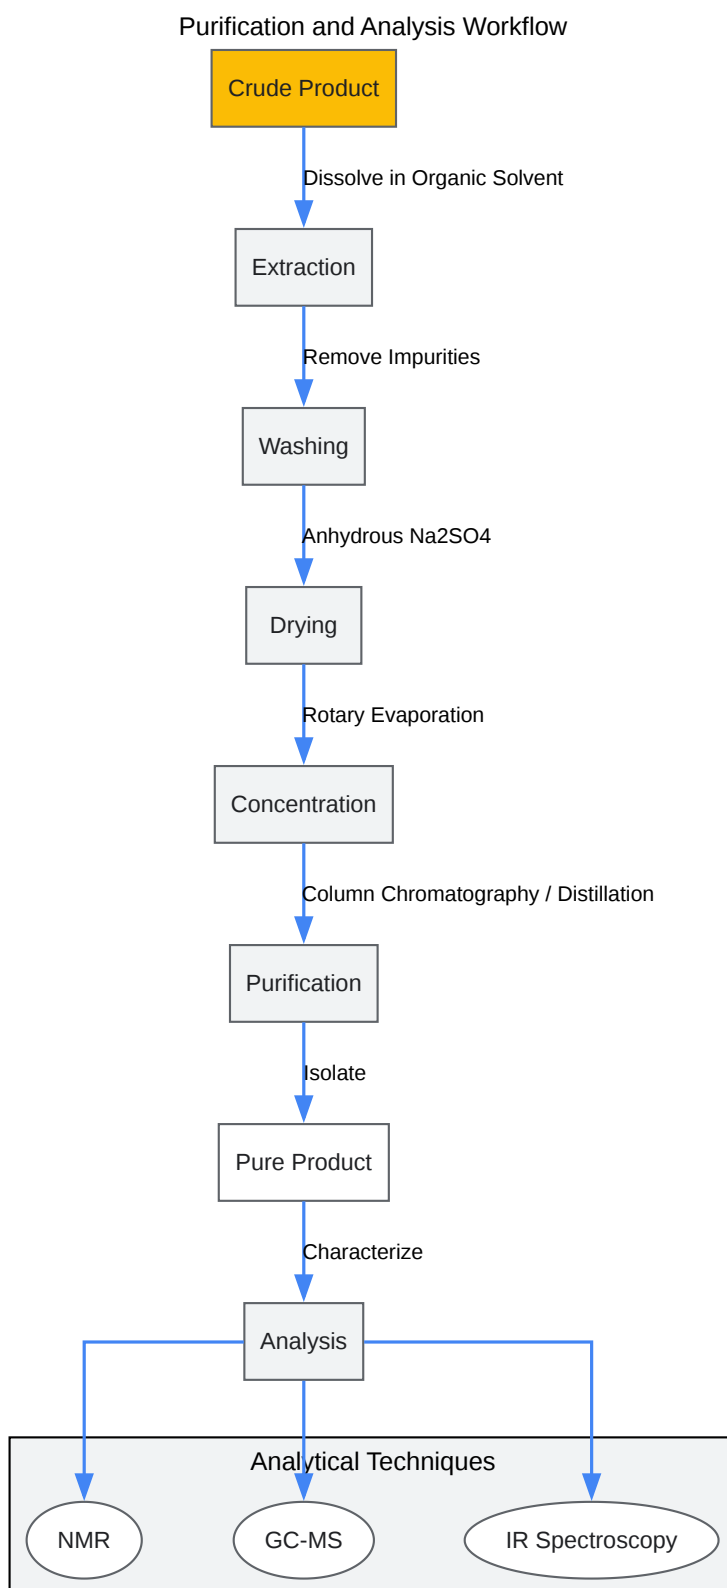 Purification and Analysis Workflow
Crude Product
Dissolve in Organic Solvent
Extraction
Remove Impurities
Washing
Anhydrous Na2SO4
Drying
Rotary Evaporation
Concentration
Column Chromatography / Distillation
Purification
Isolate
Pure Product
Characterize
Analysis
Analytical Techniques
NMR
GC-MS
IR Spectroscopy